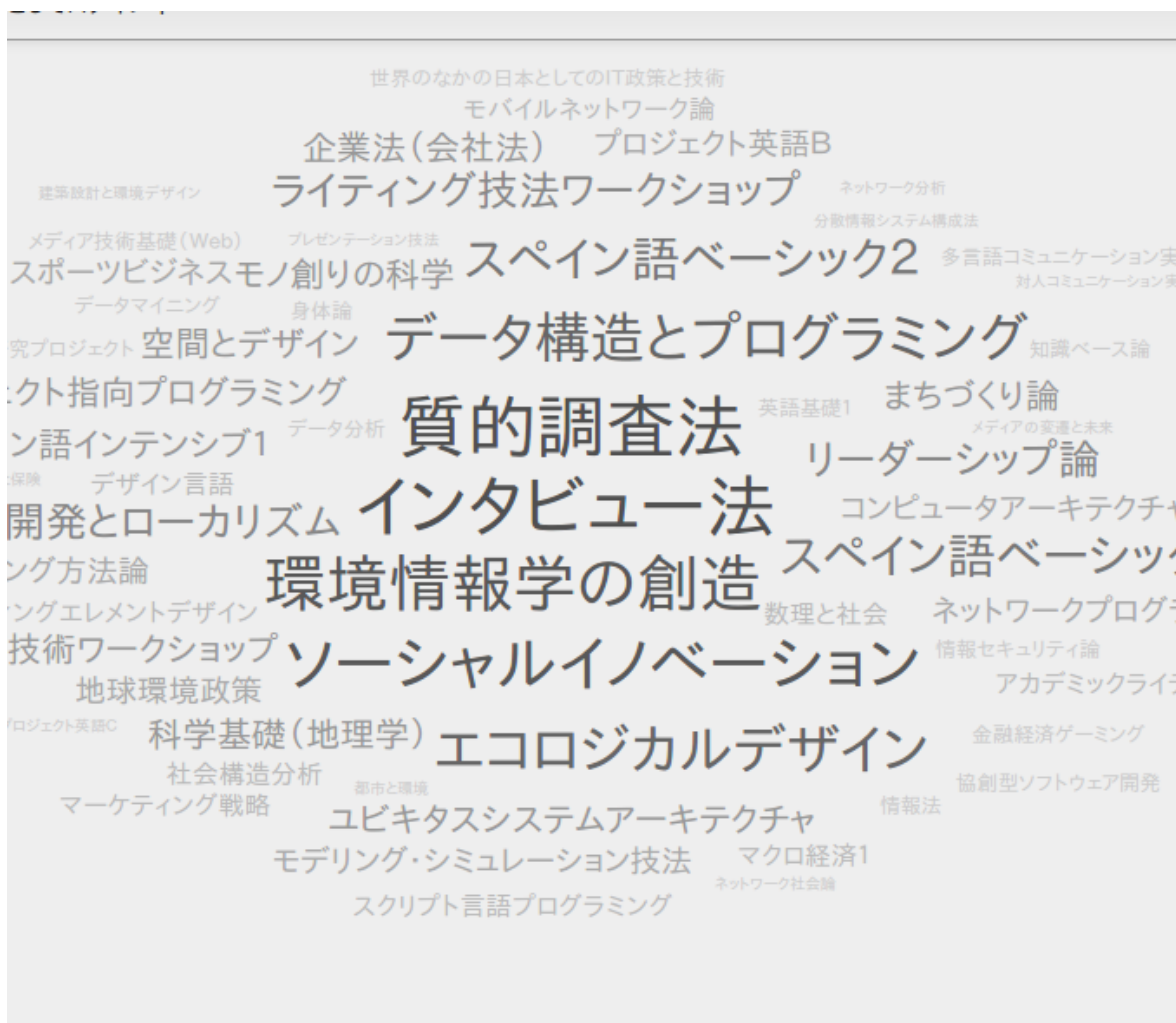 世界のなかの日本としてのIT政策と技術
モバイルネットワーク論
企業法(会社法) プロジェクト英語B
ライティング技法ワークショップ
建築設計と環境デザイン
ネットワーク分析
分散情報システム構成法
メディア技術基礎(Web)
プレゼンテーション技法
スペイン語ベーシック2
多言語コミュニケーション実
スポーツビジネス
モノ創りの科学
対人コミュニケーション実
データマイニング
身体論
データ構造とプログラミング
究プロジェクト
空間とデザイン
知識ベース論
ェクト指向プログラミング
質的調査法
英語基礎1
まちづくり論
ン語インテンシブ1
データ分析
メディアの変遷と未来
リーダーシップ論
保険
デザイン言語
インタビュー法
コンピュータアーキテクチャ
開発とローカリズム
スペイン語ベーシッ
ング方法論
環境情報学の創造
数理と社会
ィングエレメントデザイン
ネットワークプログラ
技術ワークショップ
ソーシャルイノベーション
情報セキュリティ論
地球環境政策
アカデミックライテ
プロジェクト英語C
科学基礎(地理学)
エコロジカルデザイン
金融経済ゲーミング
社会構造分析
都市と環境
協創型ソフトウェア開発
マーケティング戦略
ユビキタスシステムアーキテクチャ
情報法
モデリング・シミュレーション技法
マクロ経済1
ネットワーク社会論
スクリプト言語プログラミング